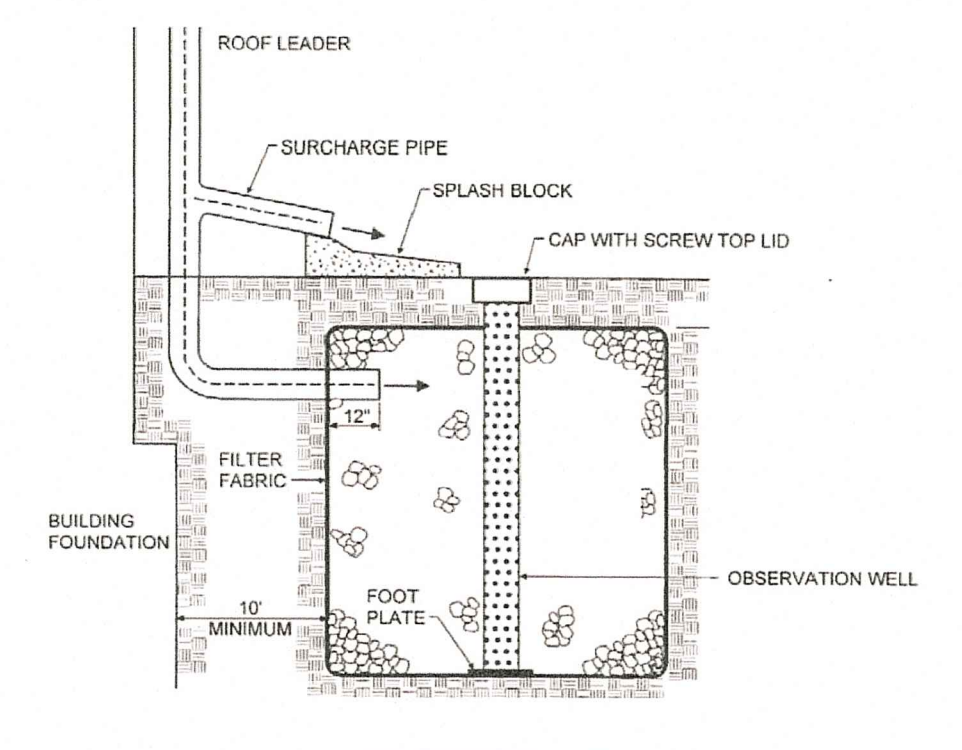 ROOF LEADER
SURCHARGE PIPE
SPLASH BLOCK
CAP WITH SCREW TOP LID
12"
FILTER
FABRIC
BUILDING
FOUNDATION
OBSERVATION WELL
FOOT
PLATE
10'
MINIMUM